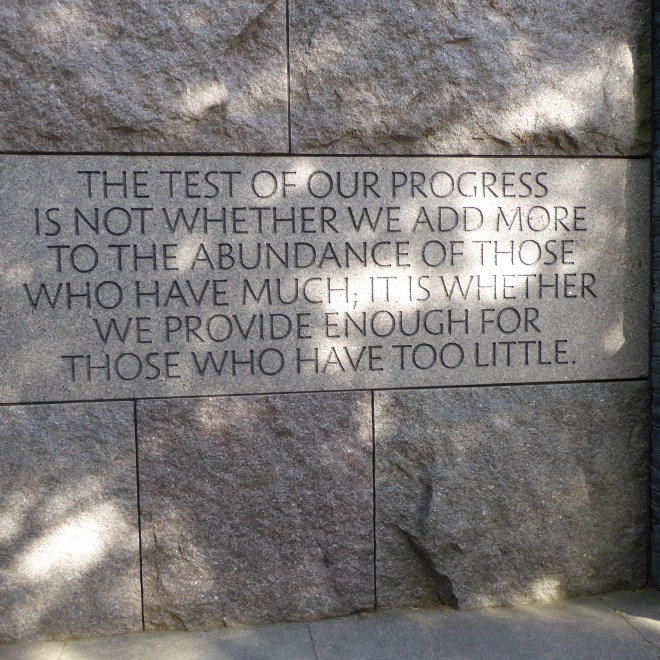 THE TEST OF OUR PROGRESS
IS NOT WHETHER WE ADD MORE
TO THE ABUNDANCE OF THOSE
WHO HAVE MUCH; IT IS WHETHER
WE PROVIDE ENOUGH FOR
THOSE WHO HAVE TOO LITTLE.